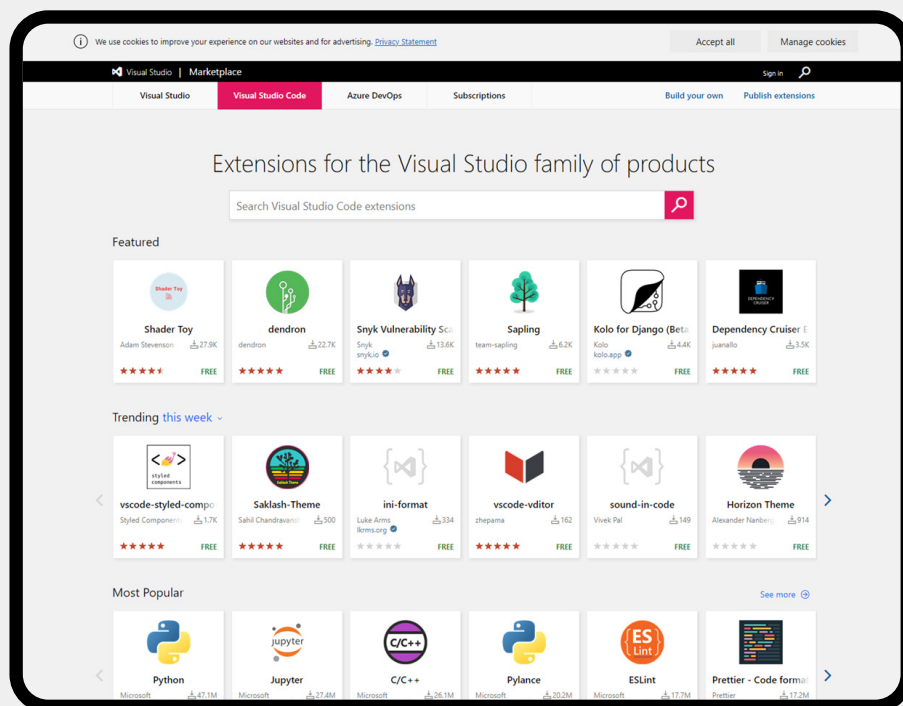 We use cookies to improve your experience on our websites and for advertising. Privacy Statement
Accept all
Manage cookies
Visual Studio | Marketplace
Sign in
Visual Studio
Visual Studio Code
Azure DevOps
Subscriptions
Build your own
Publish extensions
Extensions for the Visual Studio family of products
Search Visual Studio Code extensions
Featured
Shader Toy
DEPENDENCY
CRUISER
Shader Toy
dendron
Snyk Vulnerability Sca
Sapling
Kolo for Django (Beta
Dependency Cruiser E
Adam Stevenson 27.9K
dendron 22.7K
Snyk 13.6K
team-sapling 6.2K
Kolo 4.4K
juanallo 3.5K
snyk.io
kolo.app
FREE
FREE
FREE
FREE
FREE
FREE
Trending this week
styled
components
Saklash-Theme
vscode-styled-compo
Saklash-Theme
ini-format
vscode-vditor
sound-in-code
Horizon Theme
Styled Component 1.7K
Sahil Chandravans 500
Luke Arms 334
zhepama 162
Vivek Pal 149
Alexander Nanberg 914
lkrms.org
FREE
FREE
FREE
FREE
FREE
FREE
Most Popular
See more
jupyter
C/C++
ES
Lint
Python
Jupyter
C/C++
Pylance
ESLint
Prettier - Code format
Microsoft 47.1M
Microsoft 27.4M
Microsoft 26.1M
Microsoft 20.2M
Microsoft 17.7M
Prettier 17.2M